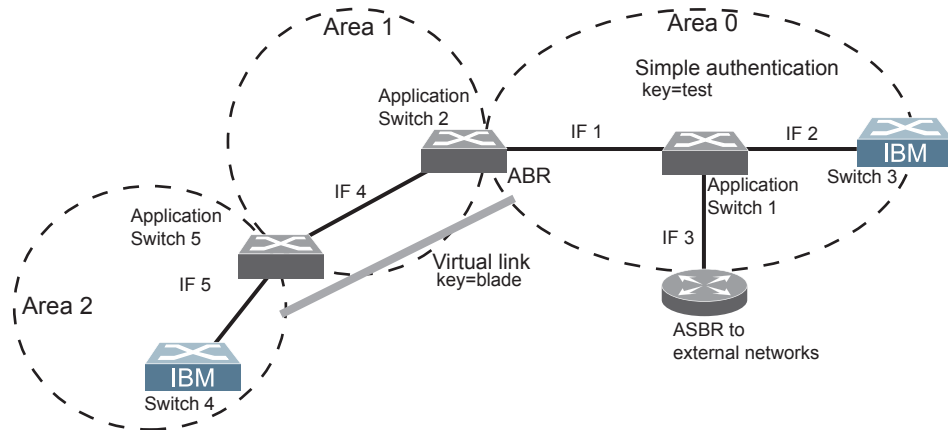 Area 1
Area 0
Simple authentication
key=test
Application
Switch 2
IF 1
IF 2
IBM
Switch 3
ABR
Application
Switch 1
IF 4
Application
Switch 5
IF 3
Virtual link
key=blade
IF 5
Area 2
ASBR to
external networks
IBM
Switch 4